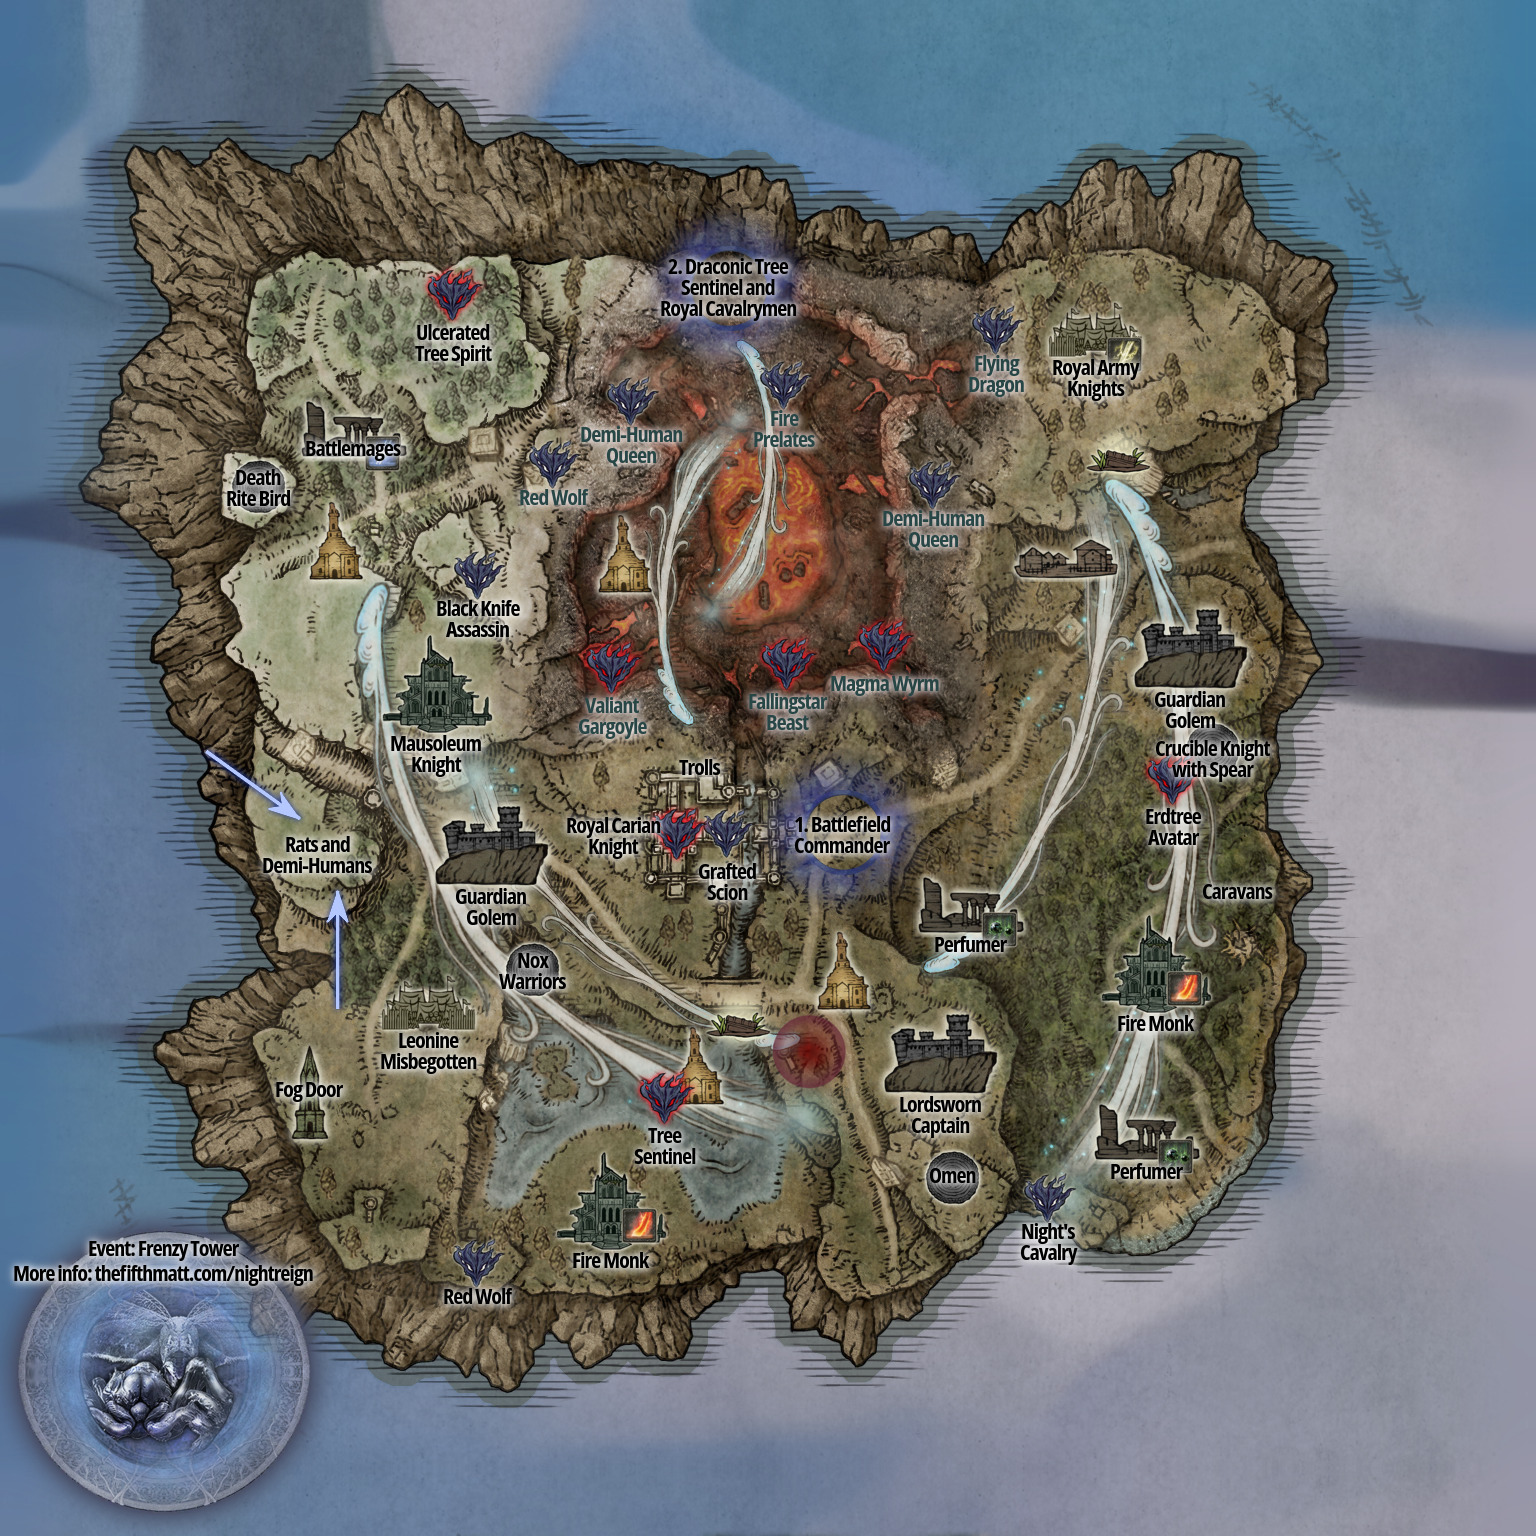 2. Draconic Tree
Sentinel and
Royal Cavalrymen
Ulcerated
Tree Spirit
Flying
Dragon
Royal Army
Knights
Fire
Prelates
Demi-Human
Queen
Battlemages
Death
Rite Bird
Red Wolf
Demi-Human
Queen
Black Knife
Assassin
Valiant
Gargoyle
Fallingstar
Beast
Magma Wyrm
Guardian
Golem
Mausoleum
Knight
Crucible Knight
with Spear
Trolls
Royal Carian
Knight
1. Battlefield
Commander
Erdtree
Avatar
Rats and
Demi-Humans
Grafted
Scion
Guardian
Golem
Caravans
Perfumer
Nox
Warriors
Fire Monk
Leonine
Misbegotten
Fog Door
Lordsworn
Captain
Tree
Sentinel
Omen
Perfumer
Night's
Cavalry
Fire Monk
Red Wolf
Event: Frenzy Tower
More info: thefifthmatt.com/nightreign